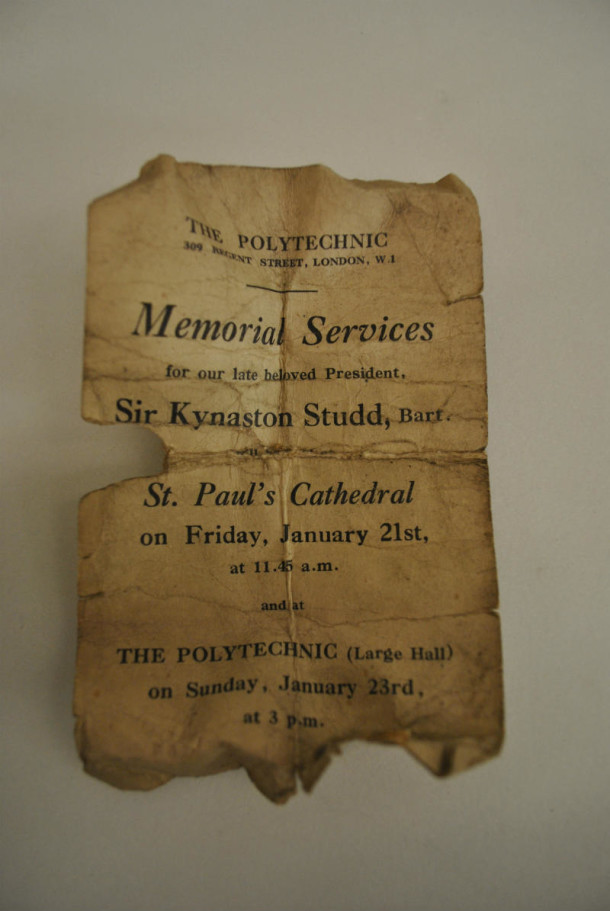 THE POLYTECHNIC
309 REGENT STREET, LONDON, W.1
Memorial Services
for our late beloved President,
Sir Kynaston Studd, Bart.
St. Paul's Cathedral
on Friday, January 21st,
at 11.45 a.m.
and at
THE POLYTECHNIC (Large Hall)
on Sunday, January 23rd,
at 3 p.m.